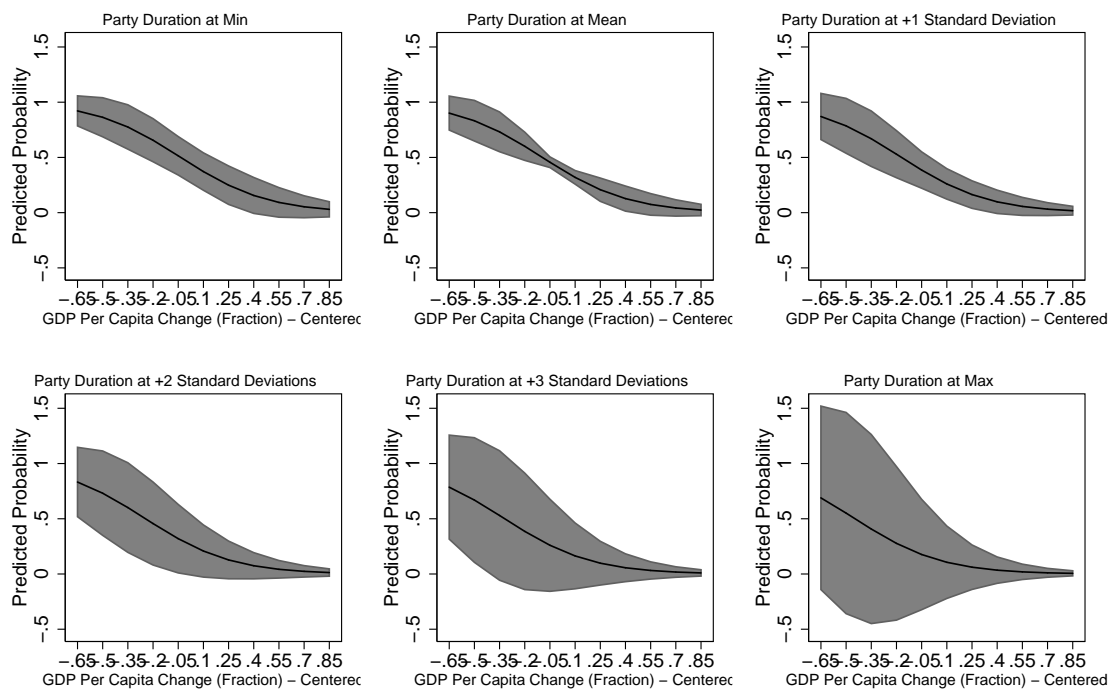 Party Duration at Min
Predicted Probability
1.5
1
.5
0
−.5
−.65 −.5 −.35 −.2 −.05 .1 .25 .4 .55 .7 .85
GDP Per Capita Change (Fraction) − Centered
Party Duration at Mean
Predicted Probability
1.5
1
.5
0
−.5
−.65 −.5 −.35 −.2 −.05 .1 .25 .4 .55 .7 .85
GDP Per Capita Change (Fraction) − Centered
Party Duration at +1 Standard Deviation
Predicted Probability
1.5
1
.5
0
−.5
−.65 −.5 −.35 −.2 −.05 .1 .25 .4 .55 .7 .85
GDP Per Capita Change (Fraction) − Centered
Party Duration at +2 Standard Deviations
Predicted Probability
1.5
1
.5
0
−.5
−.65 −.5 −.35 −.2 −.05 .1 .25 .4 .55 .7 .85
GDP Per Capita Change (Fraction) − Centered
Party Duration at +3 Standard Deviations
Predicted Probability
1.5
1
.5
0
−.5
−.65 −.5 −.35 −.2 −.05 .1 .25 .4 .55 .7 .85
GDP Per Capita Change (Fraction) − Centered
Party Duration at Max
Predicted Probability
1.5
1
.5
0
−.5
−.65 −.5 −.35 −.2 −.05 .1 .25 .4 .55 .7 .85
GDP Per Capita Change (Fraction) − Centered